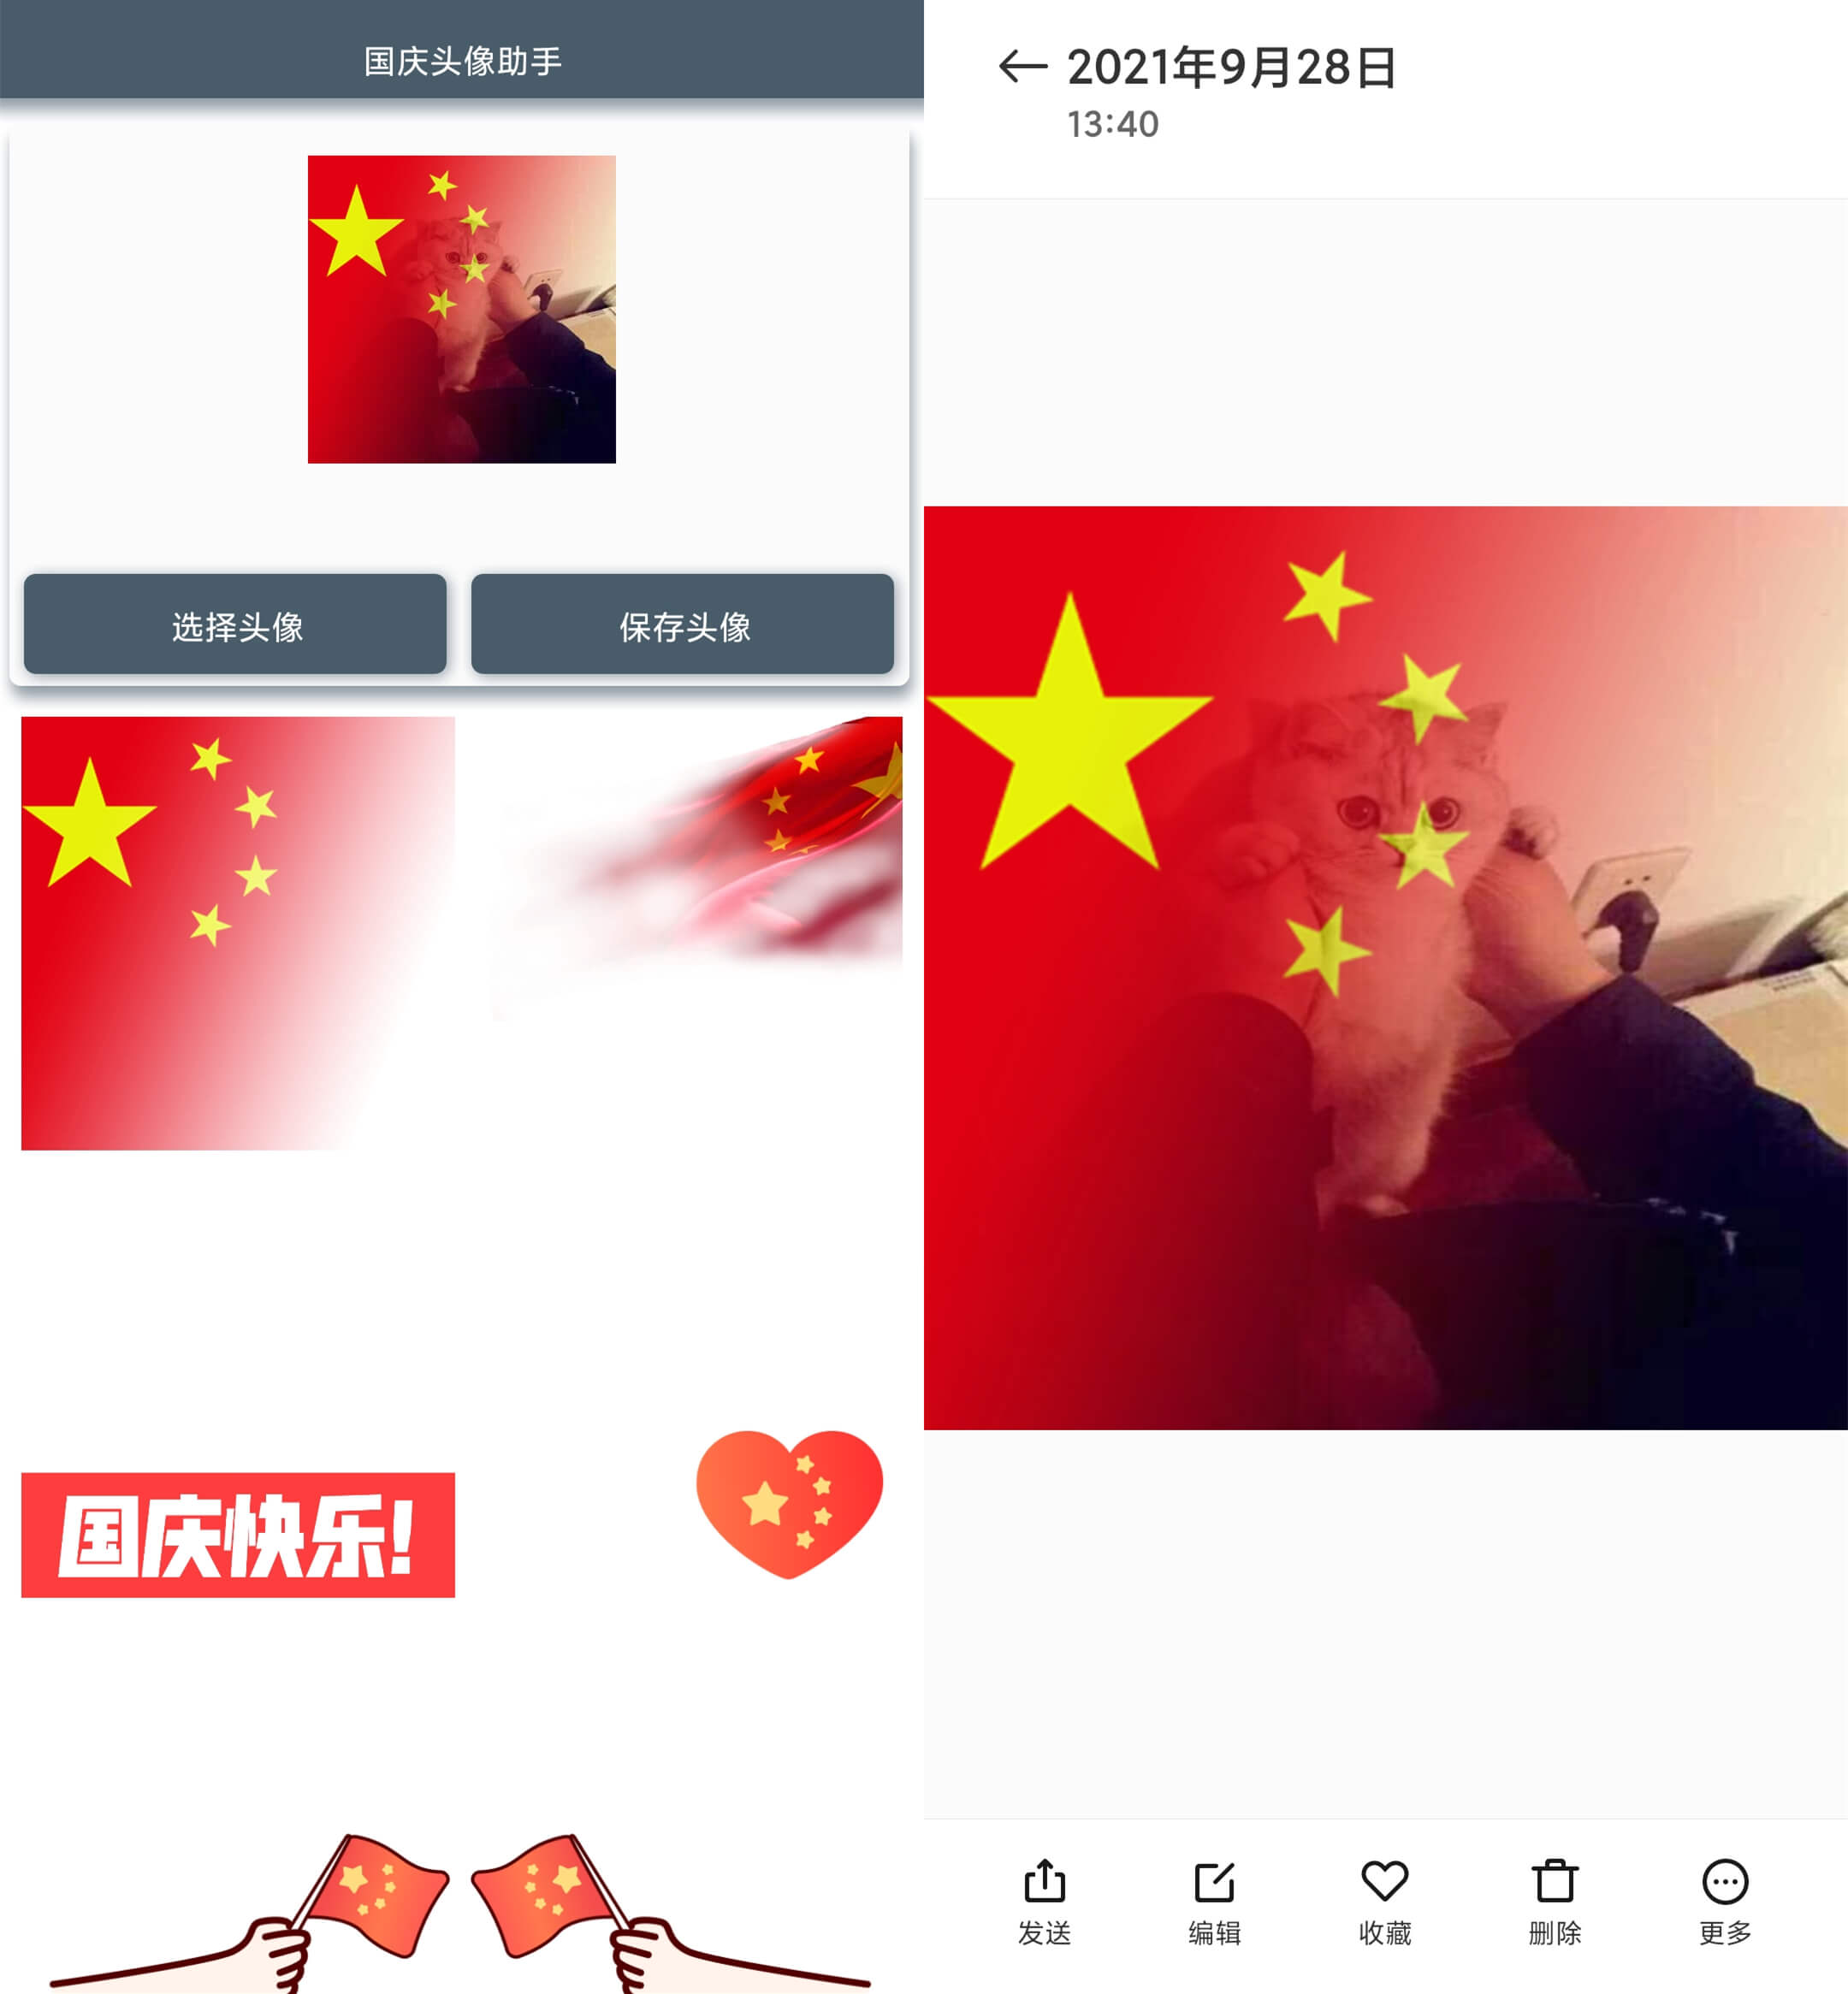 国庆头像助手
选择头像
保存头像
国庆快乐!
2021年9月28日
13:40
发送
编辑
收藏
删除
更多